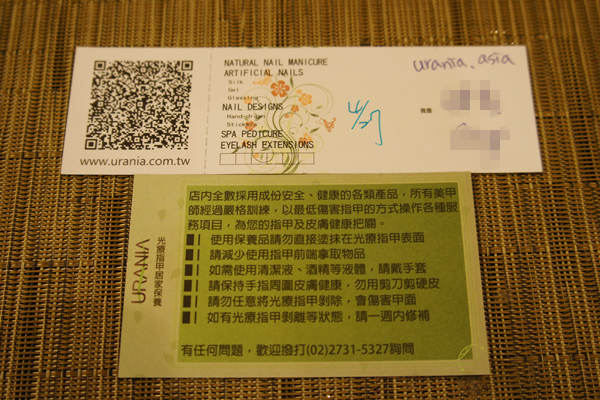 NATURAL NAIL MANICURE
ARTIFICIAL NAILS
Silk
Gel
Glassing
NAIL DESIGNS
Hand-drawn
Stickers
SPA PEDICURE
EYELASH EXTENSIONS
www.urania.com.tw
urania.asia
4/27
店內全數採用成份安全、健康的各類產品，所有美甲
師經過嚴格訓練，以最低傷害指甲的方式操作各種服
務項目，為您的指甲及皮膚健康把關。
使用保養品請勿直接塗抹在光療指甲表面
請減少使用指甲前端拿取物品
如需使用清潔液、酒精等液體，請戴手套
請保持手指周圍皮膚健康，勿用剪刀剪硬皮
請勿任意將光療指甲剝除，會傷害甲面
如有光療指甲剝離等狀態，請一週內修補
有任何問題，歡迎撥打(02)2731-5327詢問
URANIA
光療指甲居家保養